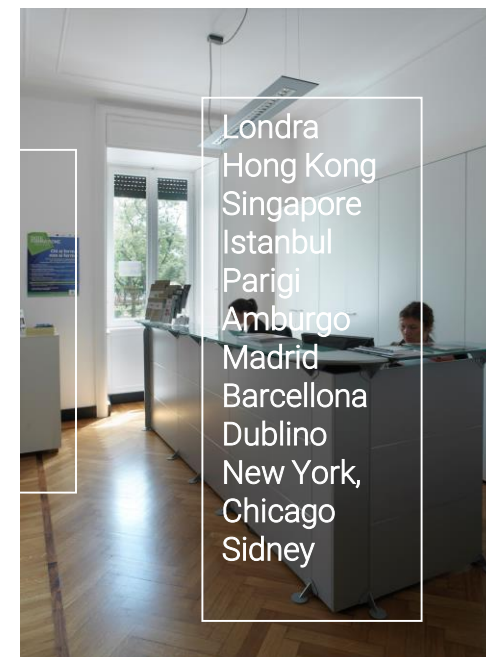 Londra
Hong Kong
Singapore
Istanbul
Parigi
Amburgo
Madrid
Barcellona
Dublino
New York,
Chicago
Sidney